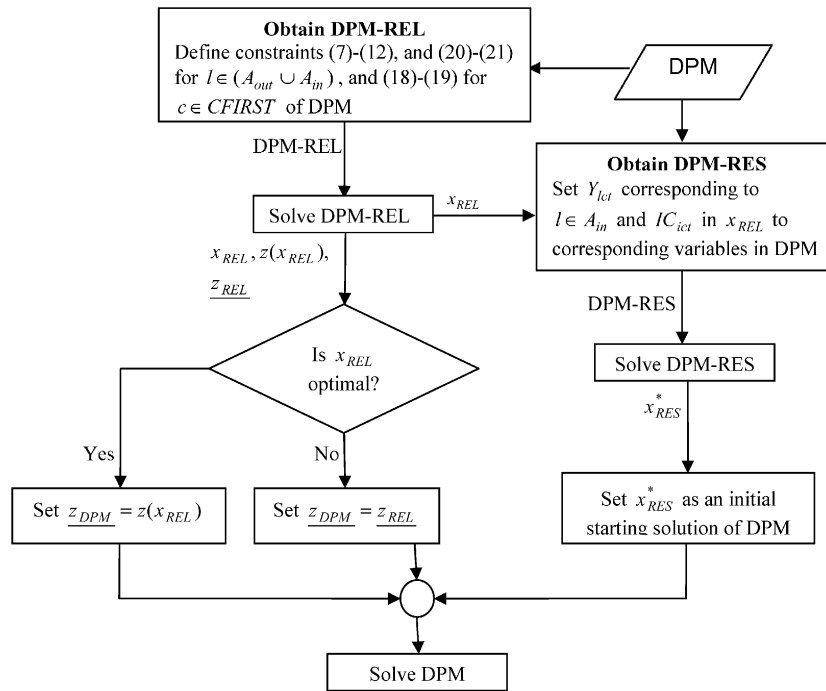 Obtain DPM-REL
Define constraints (7)-(12), and (20)-(21)
for l ∈ (A_out ∪ A_in) , and (18)-(19) for
c ∈ CFIRST of DPM
DPM
DPM-REL
Obtain DPM-RES
Set Y_lct corresponding to
l ∈ A_in and IC_ict in x_REL to
corresponding variables in DPM
Solve DPM-REL
x_REL
x_REL , z(x_REL),
z_REL
DPM-RES
Is x_REL
optimal?
Solve DPM-RES
x*_RES
Yes
No
Set z_DPM = z(x_REL)
Set z_DPM = z_REL
Set x*_RES as an initial
starting solution of DPM
Solve DPM